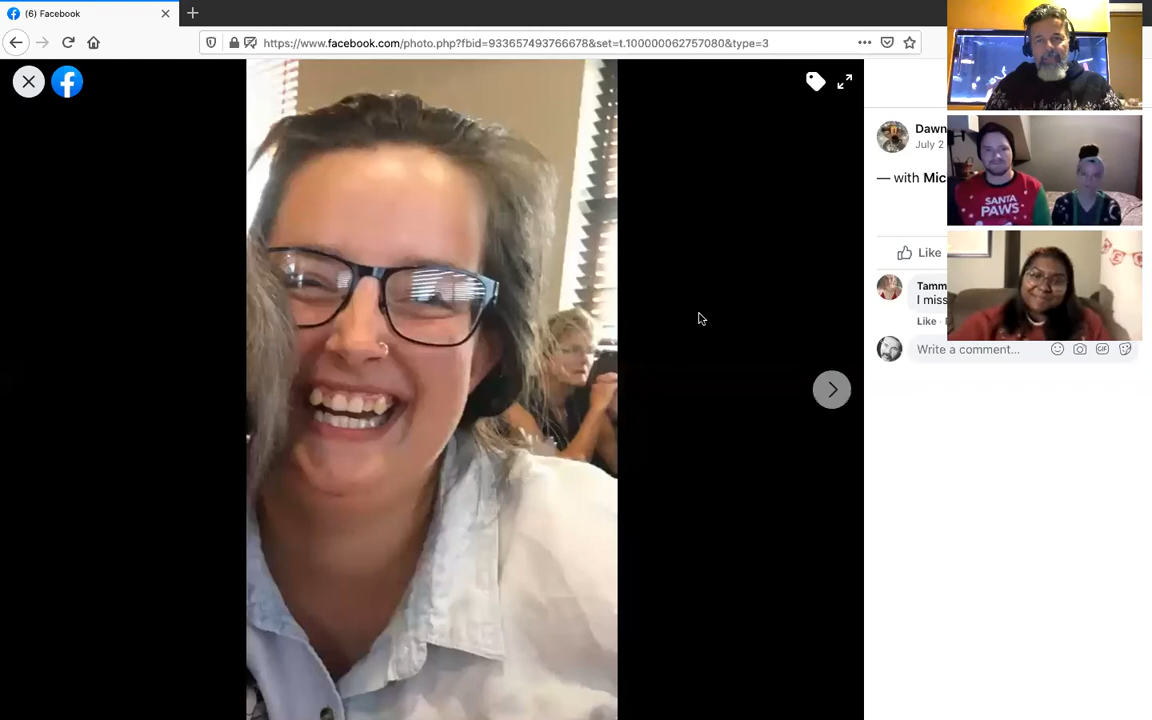 (6) Facebook
https://www.facebook.com/photo.php?fbid=933657493766678&set=t.100000062757080&type=3
Dawn
July 2
— with Mic
Like
Tamm
I miss
Like ·
Write a comment...
GIF
SANTA
PAWS